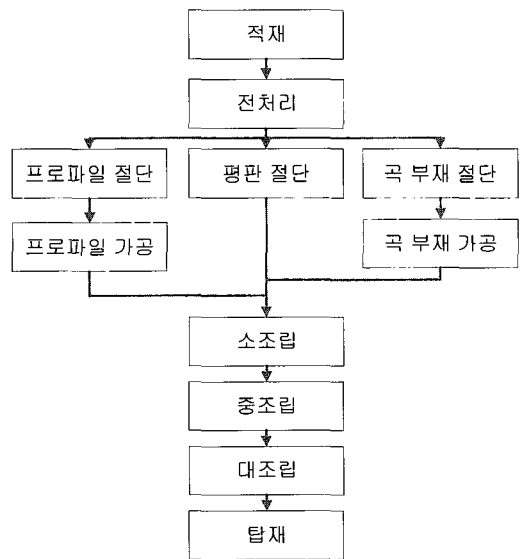 적재
전처리
프로파일 절단
평판 절단
곡 부재 절단
프로파일 가공
곡 부재 가공
소조립
중조립
대조립
탑재